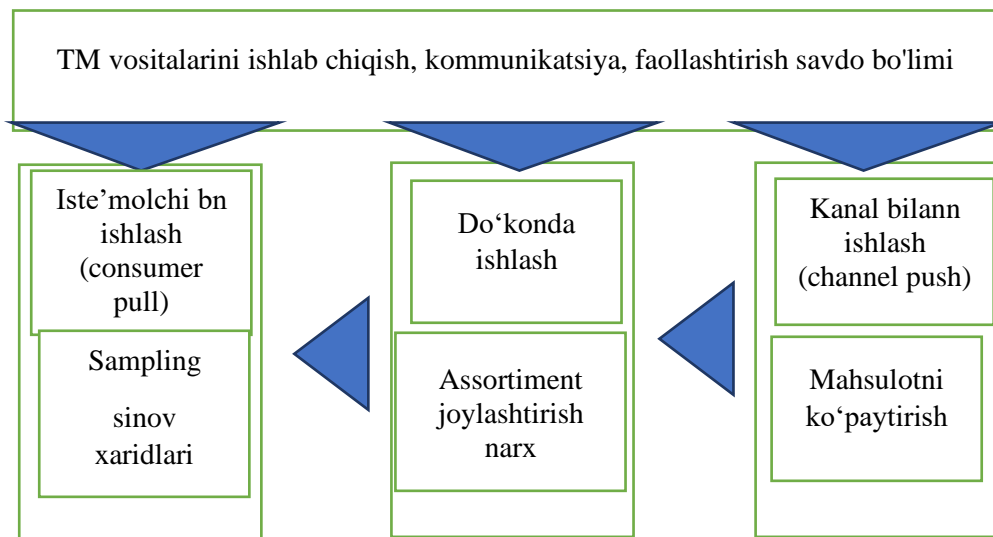 TM vositalarini ishlab chiqish, kommunikatsiya, faollashtirish savdo bo'limi
Iste’molchi bn
ishlash
(consumer
pull)
Sampling
sinov
xaridlari
Do‘konda
ishlash
Assortiment
joylashtirish
narx
Kanal bilann
ishlash
(channel push)
Mahsulotni
ko‘paytirish